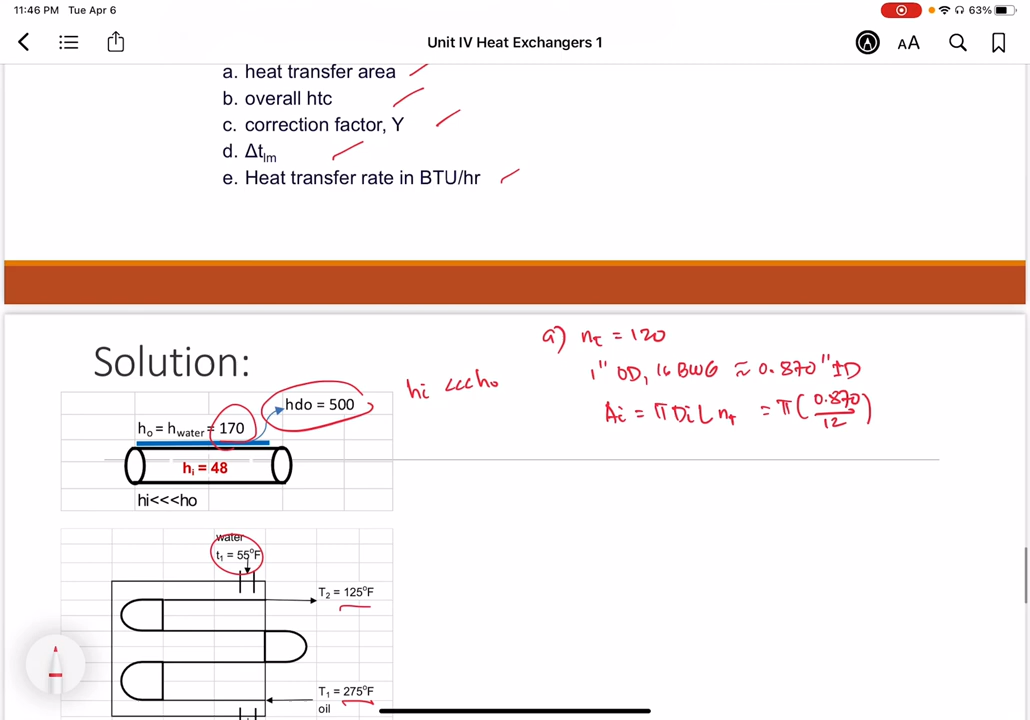 11:46 PM Tue Apr 6
63%
AA
Unit IV Heat Exchangers 1
a. heat transfer area
b. overall htc
c. correction factor, Y
d. Δtlm
e. Heat transfer rate in BTU/hr
Solution:
hdo = 500
ho = hwater = 170
hi = 48
hi<<<ho
hi <<<ho
a) nt = 120
1" OD, 16 BWG ≈ 0.870" ID
Ai = π Di L nt = π(0.870/12)
water
t1 = 55°F
T2 = 125°F
T1 = 275°F
oil